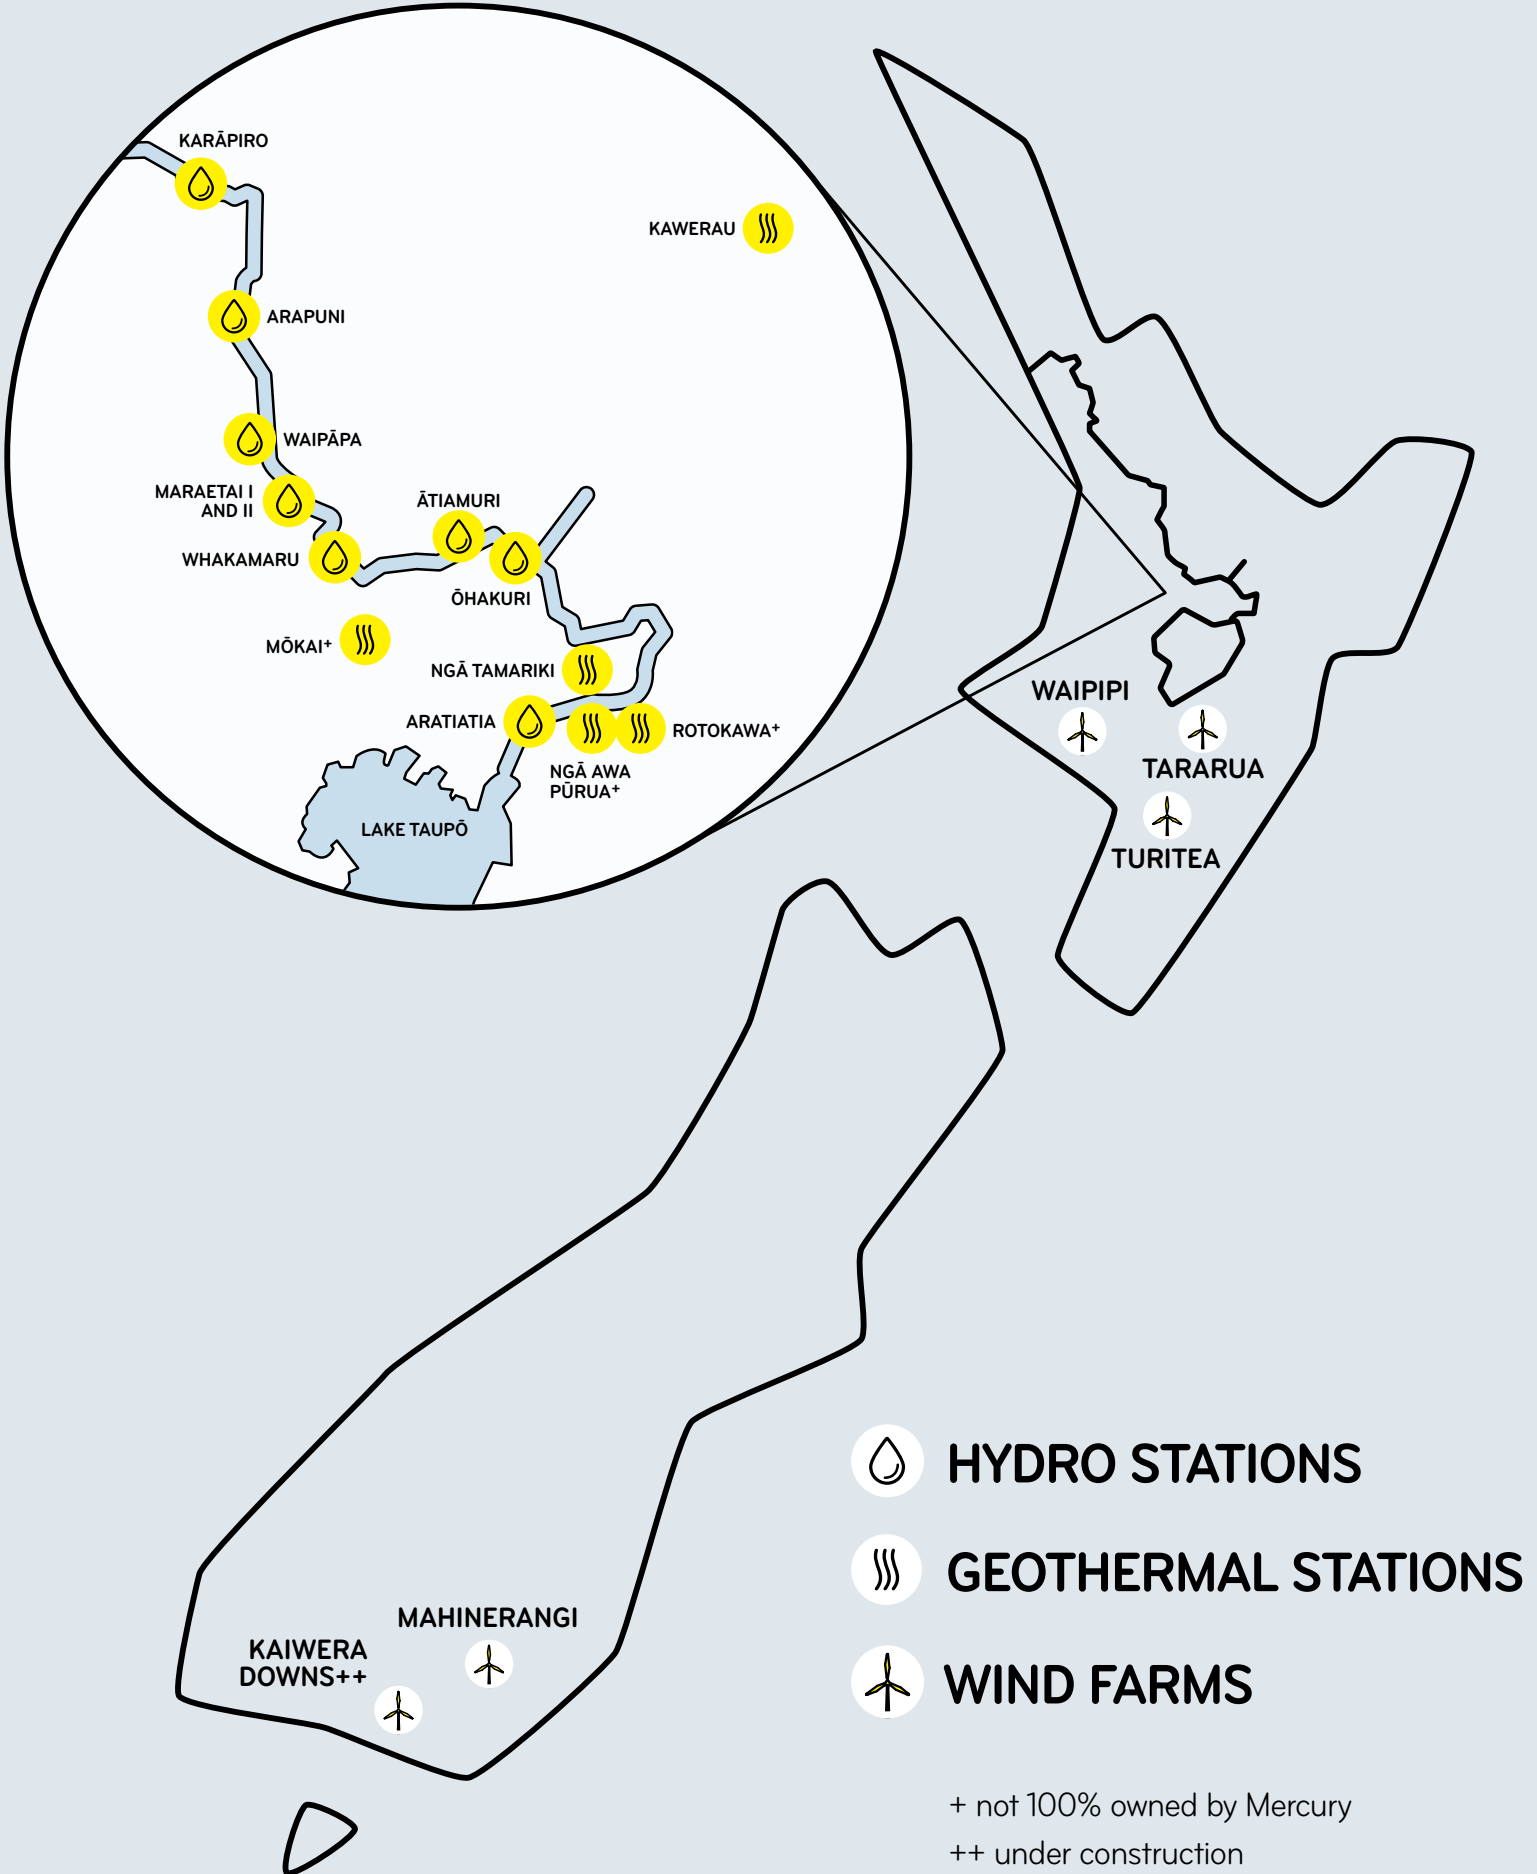 KARĀPIRO
KAWERAU
ARAPUNI
WAIPĀPA
MARAETAI I
AND II
ĀTIAMURI
WHAKAMARU
ŌHAKURI
MŌKAI+
NGĀ TAMARIKI
ARATIATIA
ROTOKAWA+
NGĀ AWA
PŪRUA+
LAKE TAUPŌ
WAIPIPI
TARARUA
TURITEA
MAHINERANGI
KAIWERA
DOWNS++
HYDRO STATIONS
GEOTHERMAL STATIONS
WIND FARMS
+ not 100% owned by Mercury
++ under construction